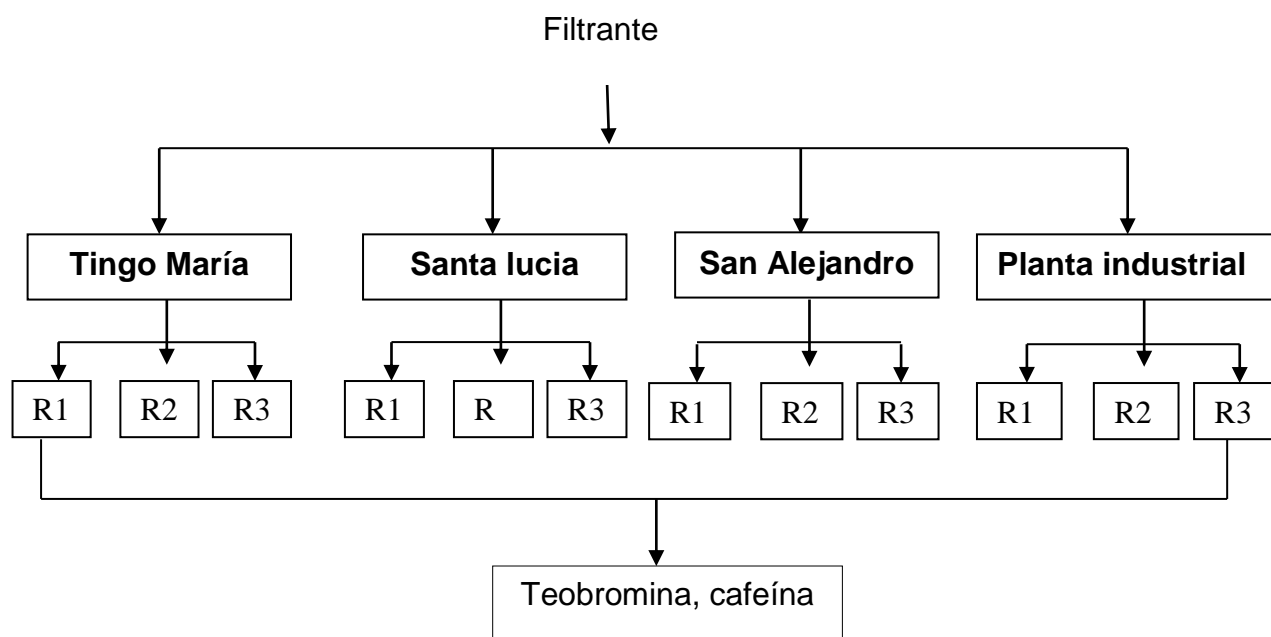 Filtrante
Tingo María
Santa lucia
San Alejandro
Planta industrial
R1 R2 R3
R1 R R3
R1 R2 R3
R1 R2 R3
Teobromina, cafeína